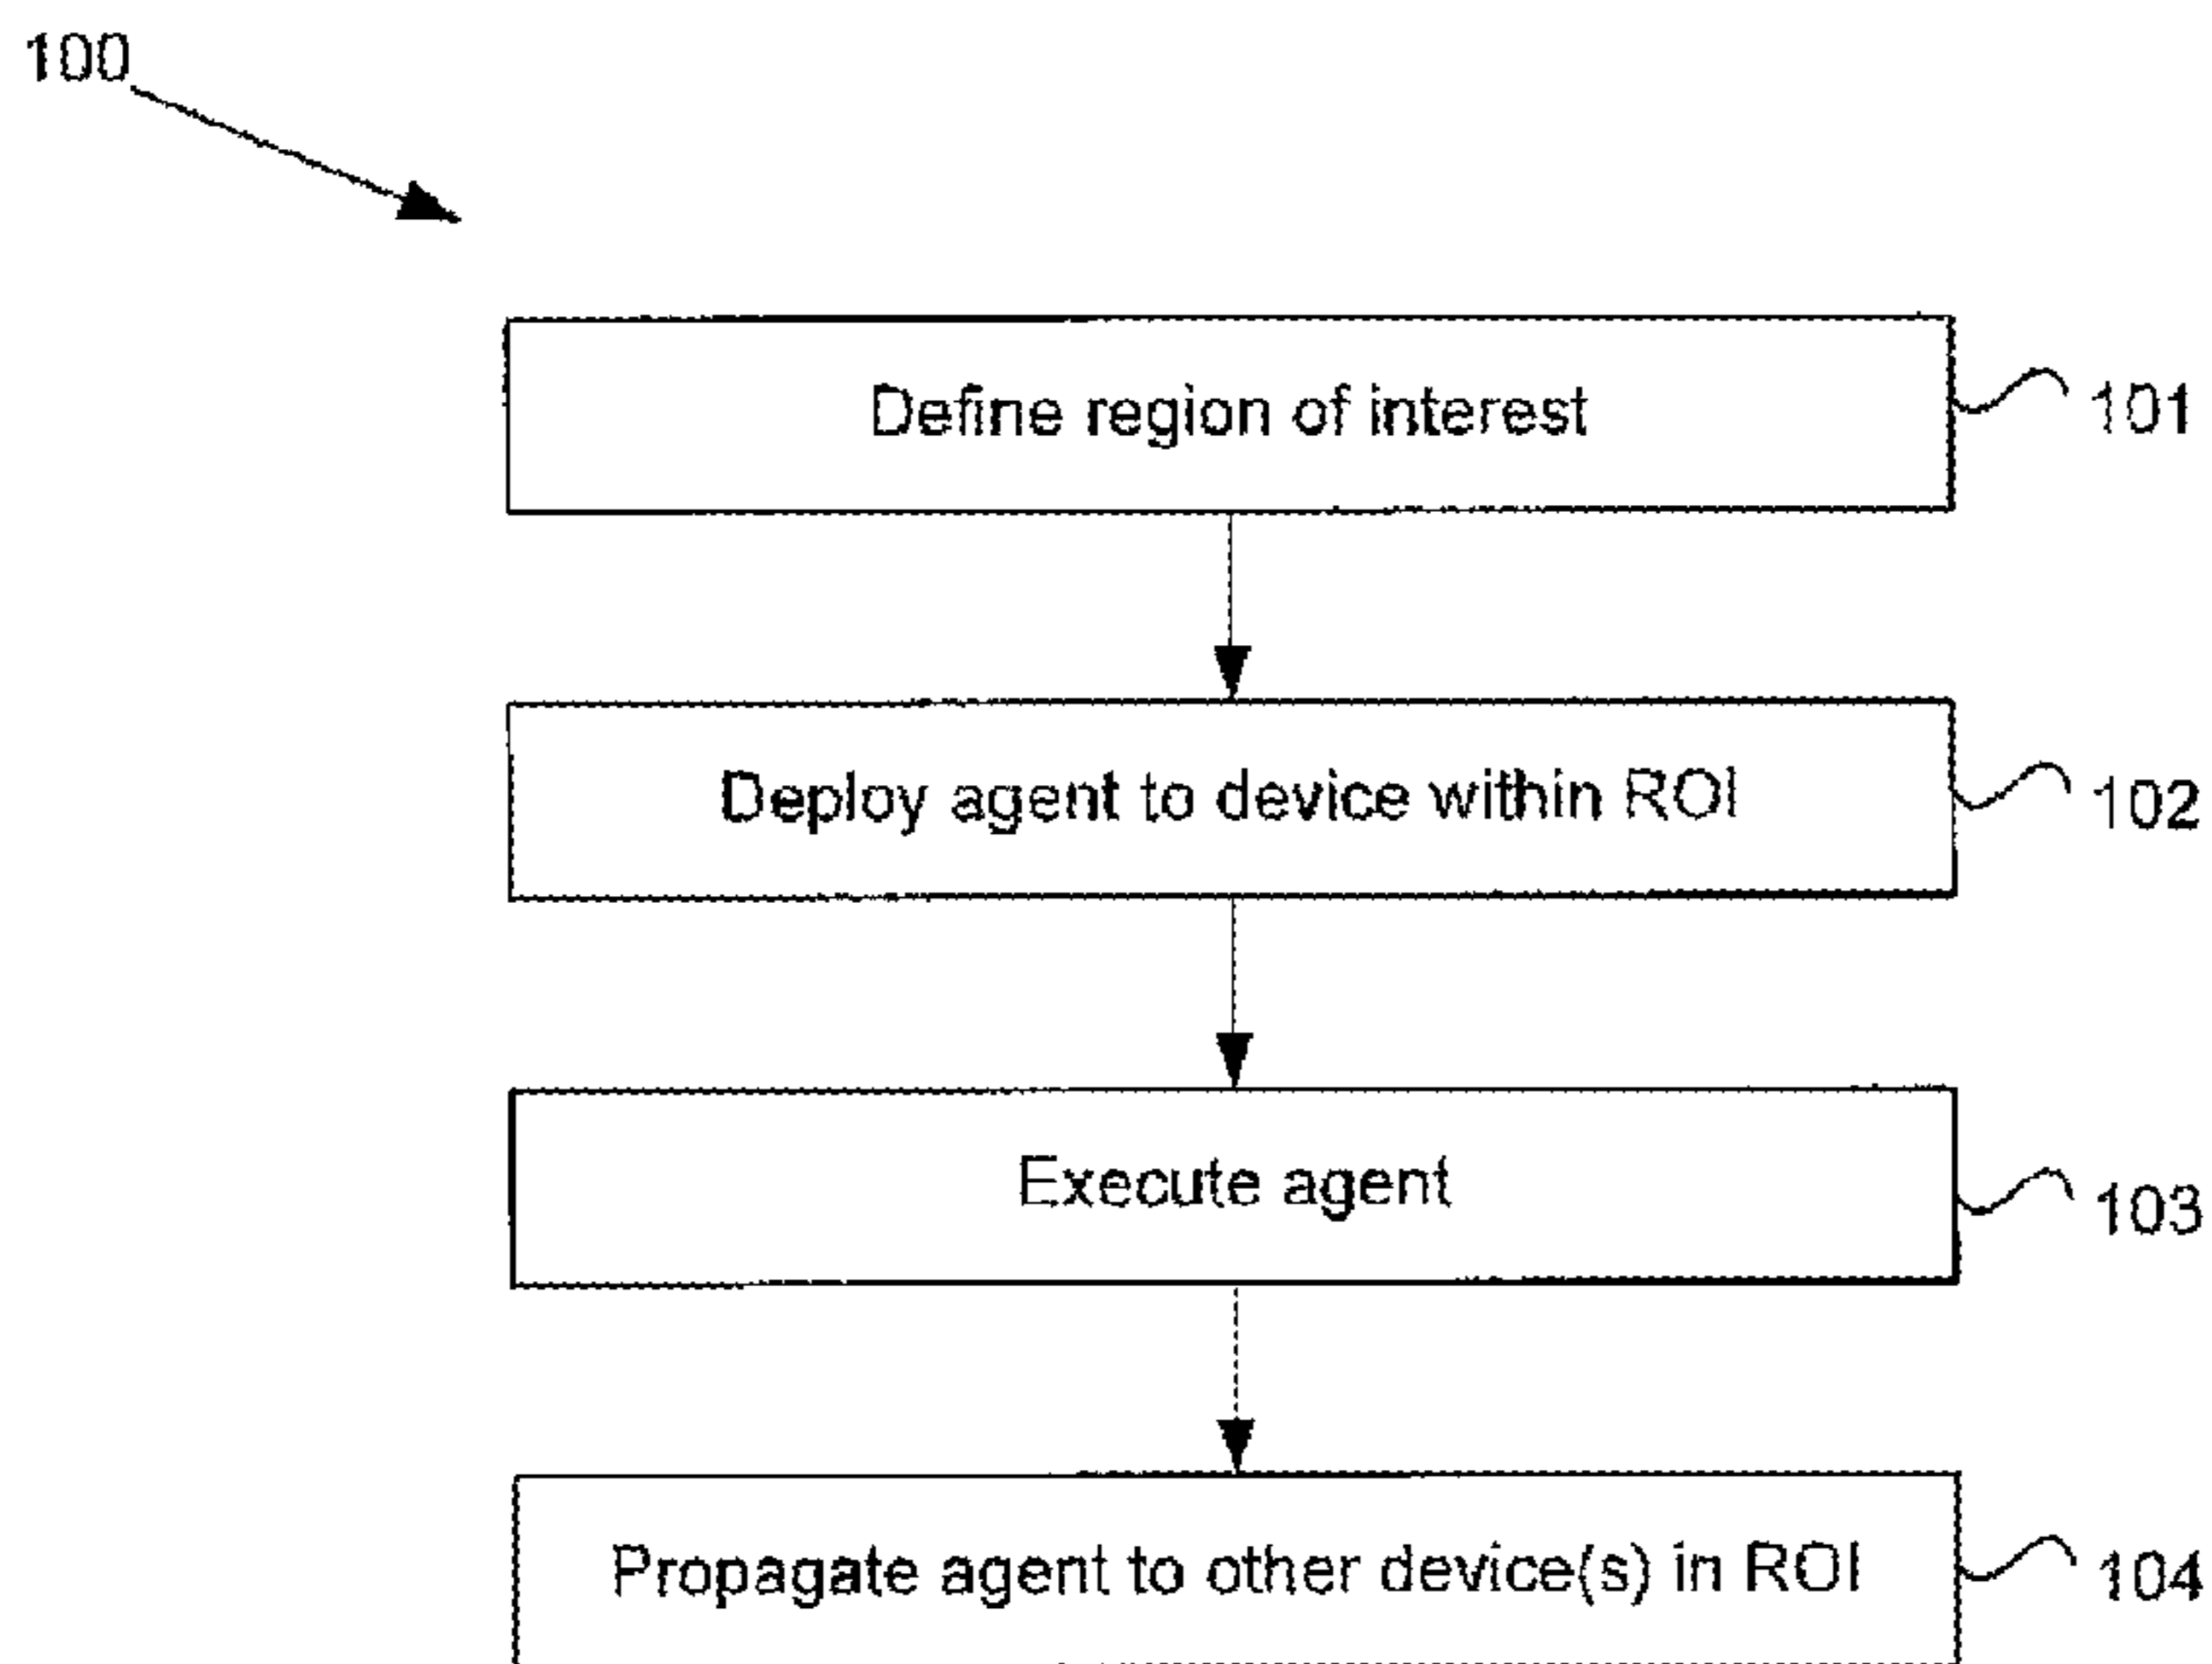 100
Define region of interest
101
Deploy agent to device within ROI
102
Execute agent
103
Propagate agent to other device(s) in ROI
104